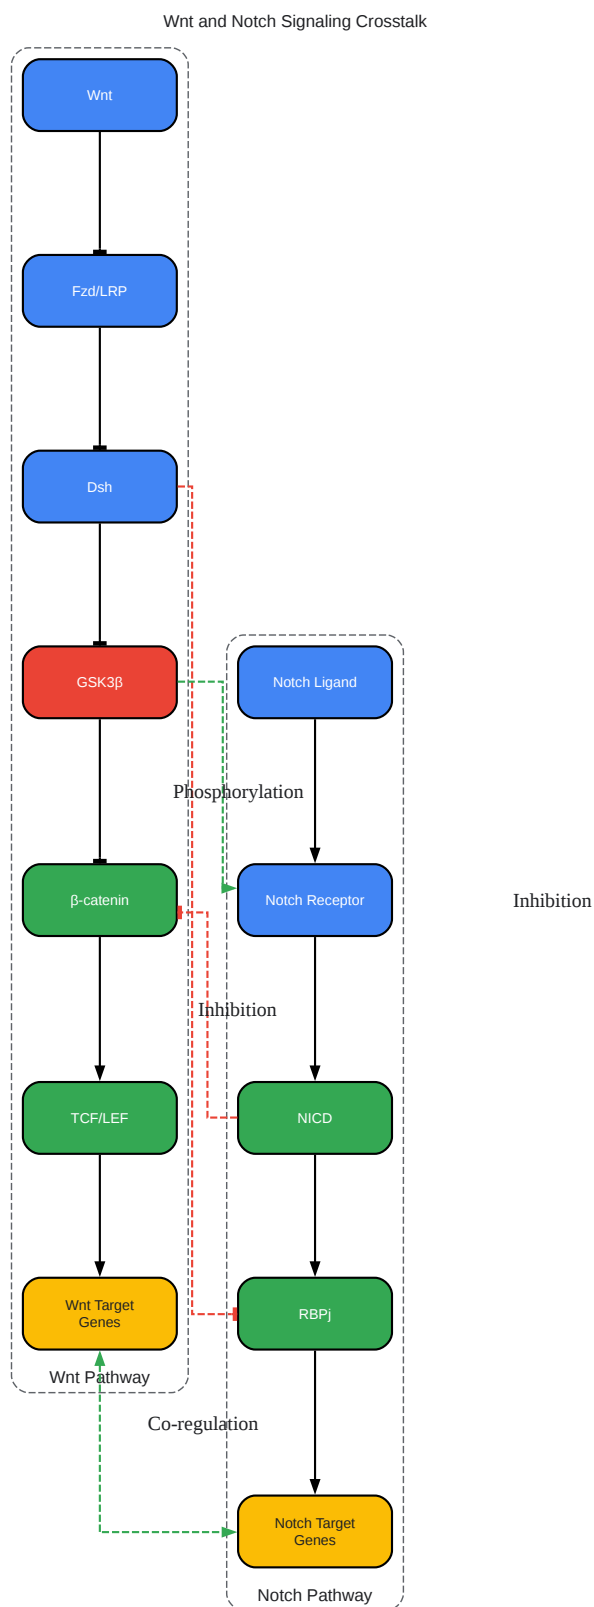 Wnt and Notch Signaling Crosstalk
Wnt
Fzd/LRP
Dsh
GSK3β
Notch Ligand
Phosphorylation
β-catenin
Notch Receptor
Inhibition
Inhibition
TCF/LEF
NICD
Wnt Target
Genes
RBPj
Wnt Pathway
Co-regulation
Notch Target
Genes
Notch Pathway